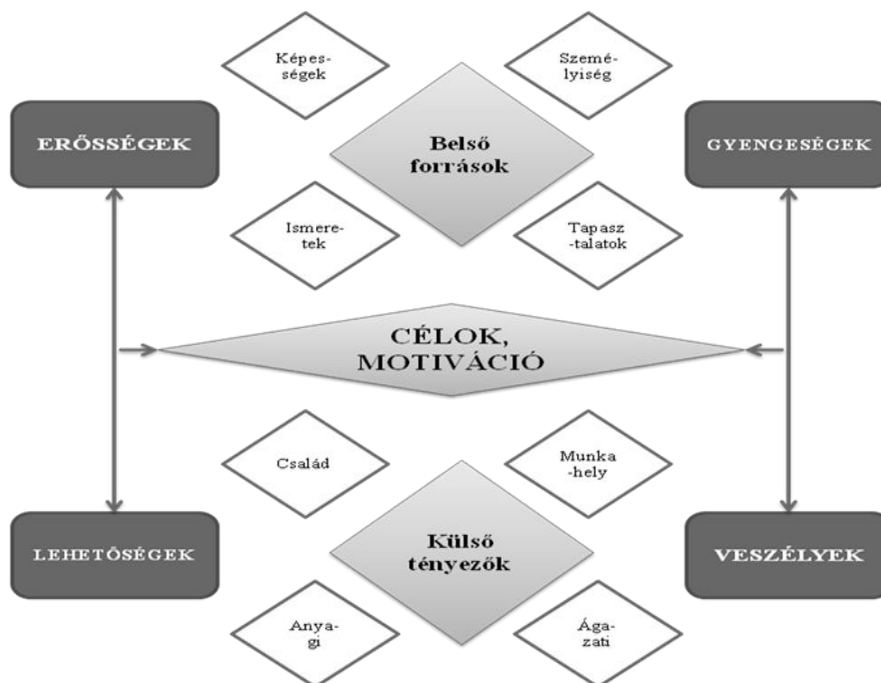 Képes-
ségek
Szemé-
lyiség
ERŐSSÉGEK
Belső
források
GYENGESÉGEK
Ismere-
tek
Tapasz
-talatok
CÉLOK,
MOTIVÁCIÓ
Család
Munka
-hely
LEHETŐSÉGEK
Külső
tényezők
VESZÉLYEK
Anya-
gi
Ága-
zati